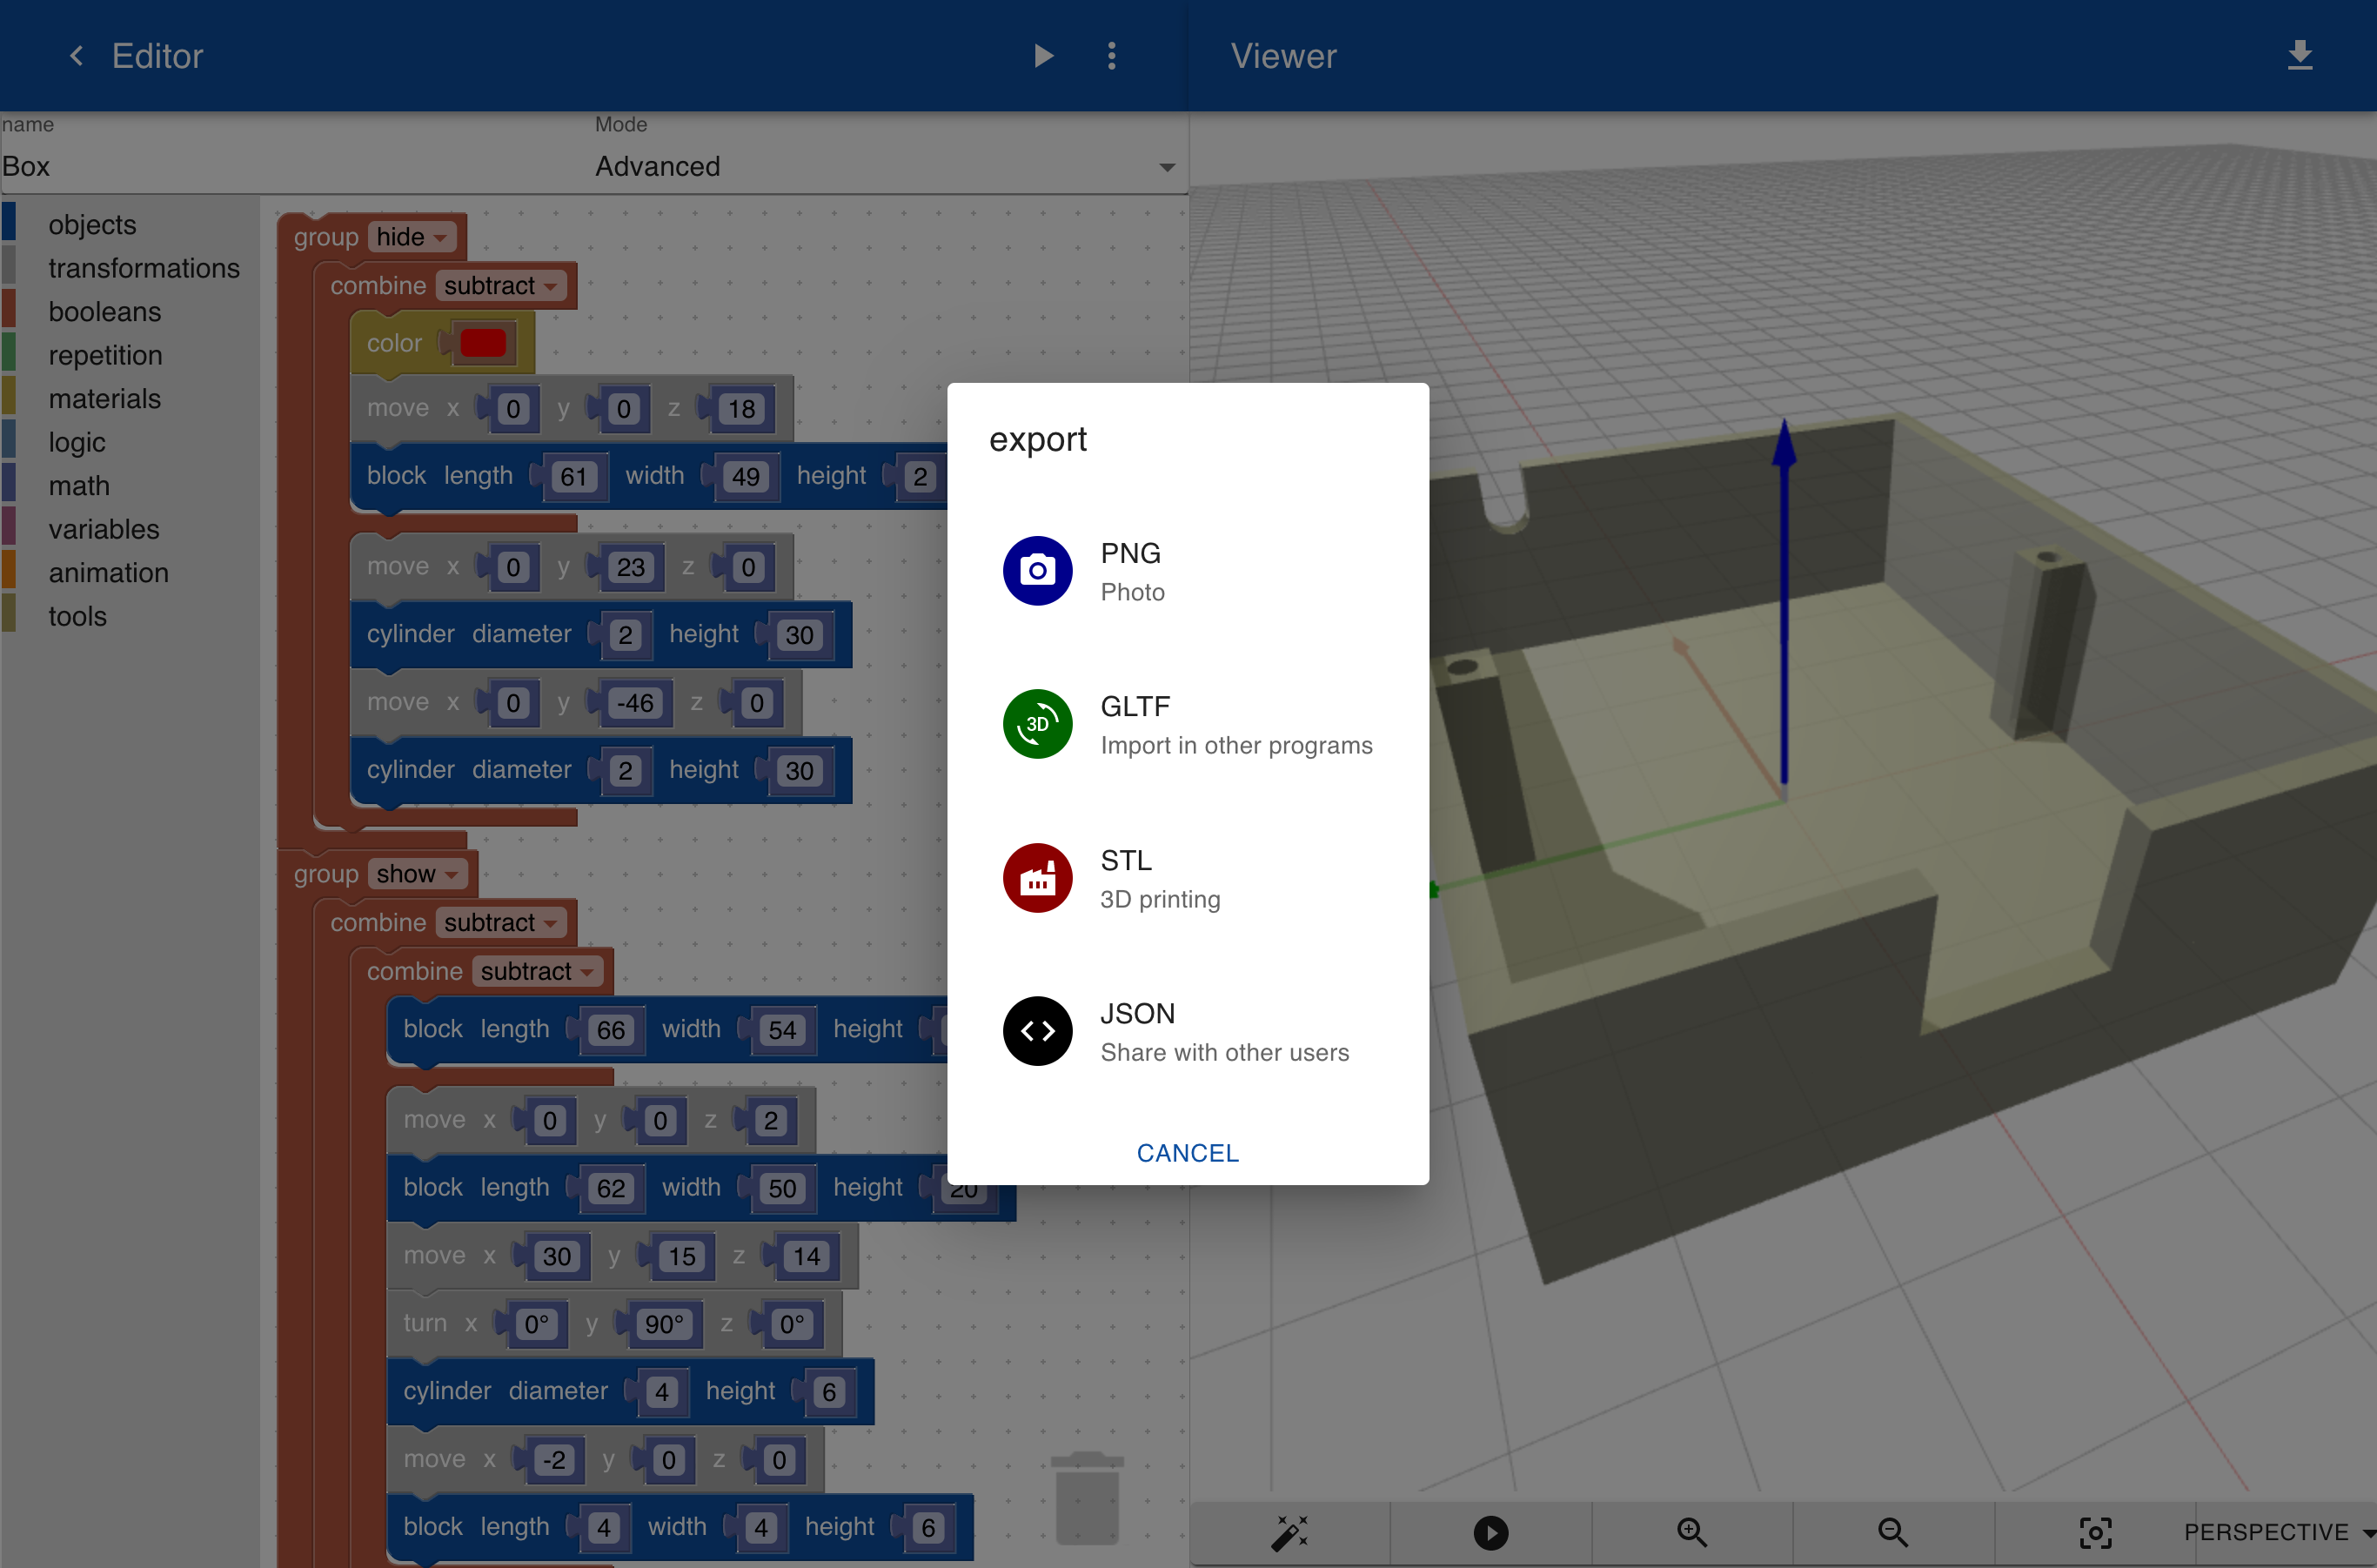 Editor
Viewer
name
Mode
Box
Advanced
objects
transformations
booleans
repetition
materials
logic
math
variables
animation
tools
group hide
combine subtract
color
move x 0 y 0 z 18
block length 61 width 49 height 2
move x 0 y 23 z 0
cylinder diameter 2 height 30
move x 0 y -46 z 0
cylinder diameter 2 height 30
group show
combine subtract
combine subtract
block length 66 width 54 height
move x 0 y 0 z 2
block length 62 width 50 height 20
move x 30 y 15 z 14
turn x 0° y 90° z 0°
cylinder diameter 4 height 6
move x -2 y 0 z 0
block length 4 width 4 height 6
export
PNG
Photo
3D
GLTF
Import in other programs
STL
3D printing
JSON
Share with other users
CANCEL
PERSPECTIVE